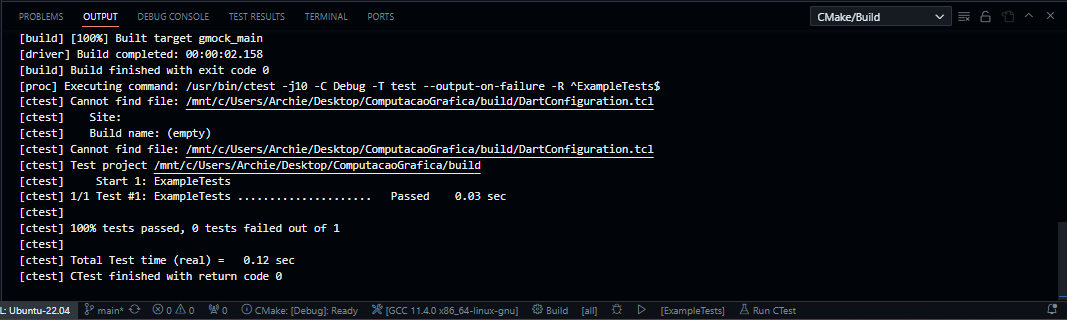 PROBLEMS OUTPUT DEBUG CONSOLE TEST RESULTS TERMINAL PORTS CMake/Build
[build] [100%] Built target gmock_main
[driver] Build completed: 00:00:02.158
[build] Build finished with exit code 0
[proc] Executing command: /usr/bin/ctest -j10 -C Debug -T test --output-on-failure -R ^ExampleTests$
[ctest] Cannot find file: /mnt/c/Users/Archie/Desktop/ComputacaoGrafica/build/DartConfiguration.tcl
[ctest]    Site:
[ctest]    Build name: (empty)
[ctest] Cannot find file: /mnt/c/Users/Archie/Desktop/ComputacaoGrafica/build/DartConfiguration.tcl
[ctest] Test project /mnt/c/Users/Archie/Desktop/ComputacaoGrafica/build
[ctest]     Start 1: ExampleTests
[ctest] 1/1 Test #1: ExampleTests .....................   Passed    0.03 sec
[ctest]
[ctest] 100% tests passed, 0 tests failed out of 1
[ctest]
[ctest] Total Test time (real) =   0.12 sec
[ctest] CTest finished with return code 0
L: Ubuntu-22.04 main* 0 0 0 CMake: [Debug]: Ready [GCC 11.4.0 x86_64-linux-gnu] Build [all] [ExampleTests] Run CTest